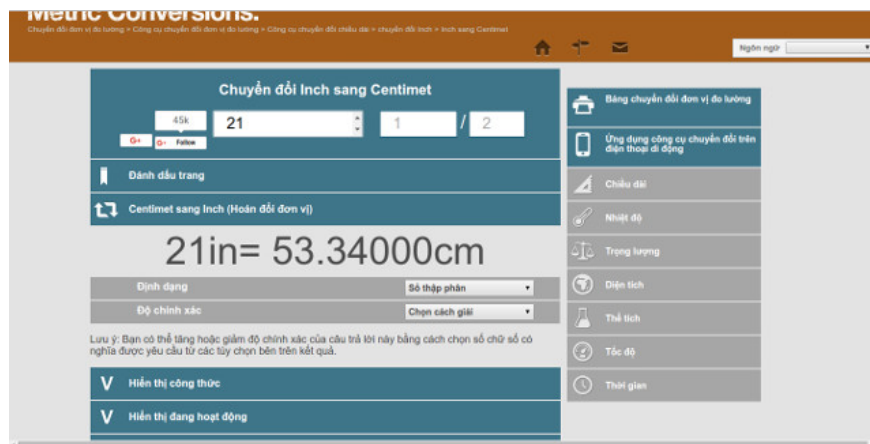 Metric Conversions.
Chuyển đổi đơn vị đo lường > Công cụ chuyển đổi đơn vị đo lường > Công cụ chuyển đổi chiều dài > chuyển đổi Inch > Inch sang Centimet
Ngôn ngữ
Chuyển đổi Inch sang Centimet
45k
21
1 / 2
G+
G+ Follow
Đánh dấu trang
Centimet sang Inch (Hoán đổi đơn vị)
21in= 53.34000cm
Định dạng
Số thập phân
Độ chính xác
Chọn cách giải
Lưu ý: Bạn có thể tăng hoặc giảm độ chính xác của câu trả lời này bằng cách chọn số chữ số có
nghĩa được yêu cầu từ các tùy chọn bên trên kết quả.
V Hiển thị công thức
V Hiển thị đang hoạt động
Bảng chuyển đổi đơn vị đo lường
Ứng dụng công cụ chuyển đổi trên
điện thoại di động
Chiều dài
Nhiệt độ
Trọng lượng
Diện tích
Thể tích
Tốc độ
Thời gian